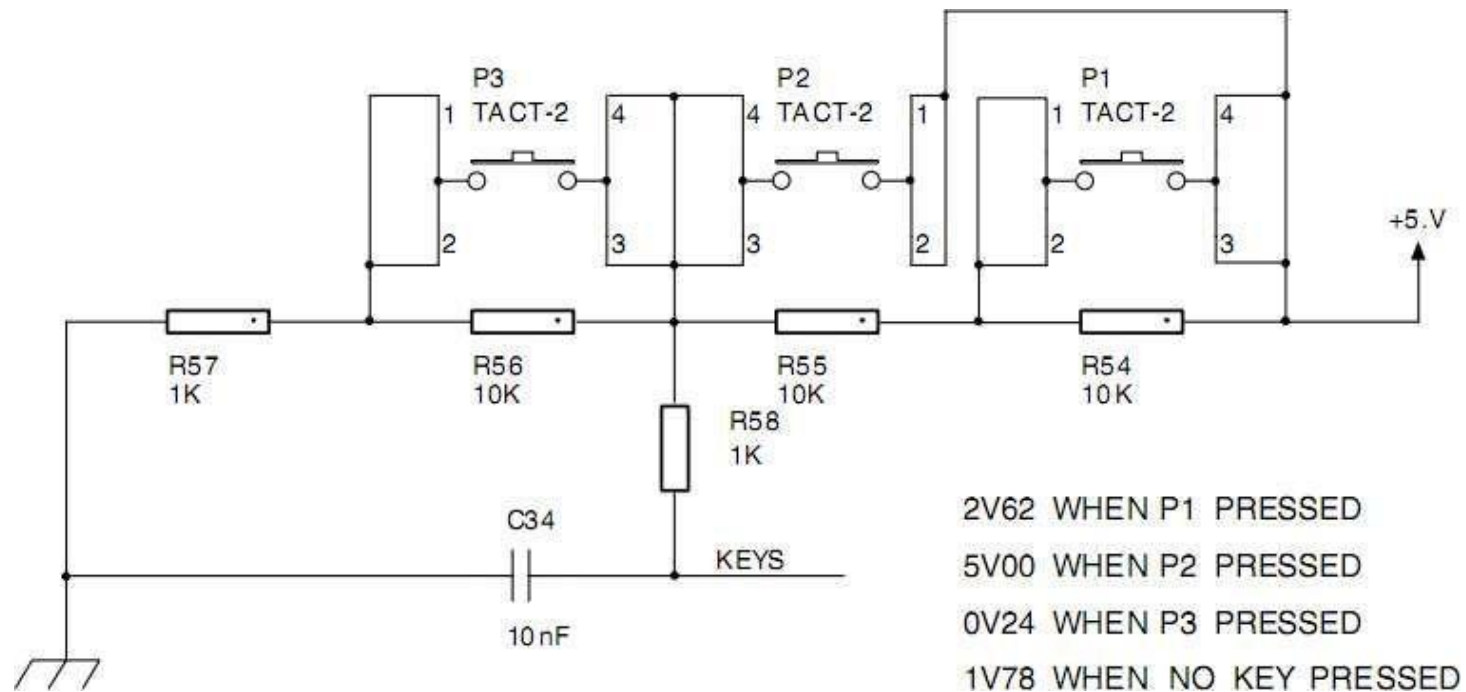 P3
TACT-2
P2
TACT-2
P1
TACT-2
1
4
4
1
1
4
2
3
3
2
2
3
+5.V
R57
1K
R56
10K
R55
10K
R54
10K
R58
1K
C34
10nF
KEYS
2V62 WHEN P1 PRESSED
5V00 WHEN P2 PRESSED
0V24 WHEN P3 PRESSED
1V78 WHEN NO KEY PRESSED